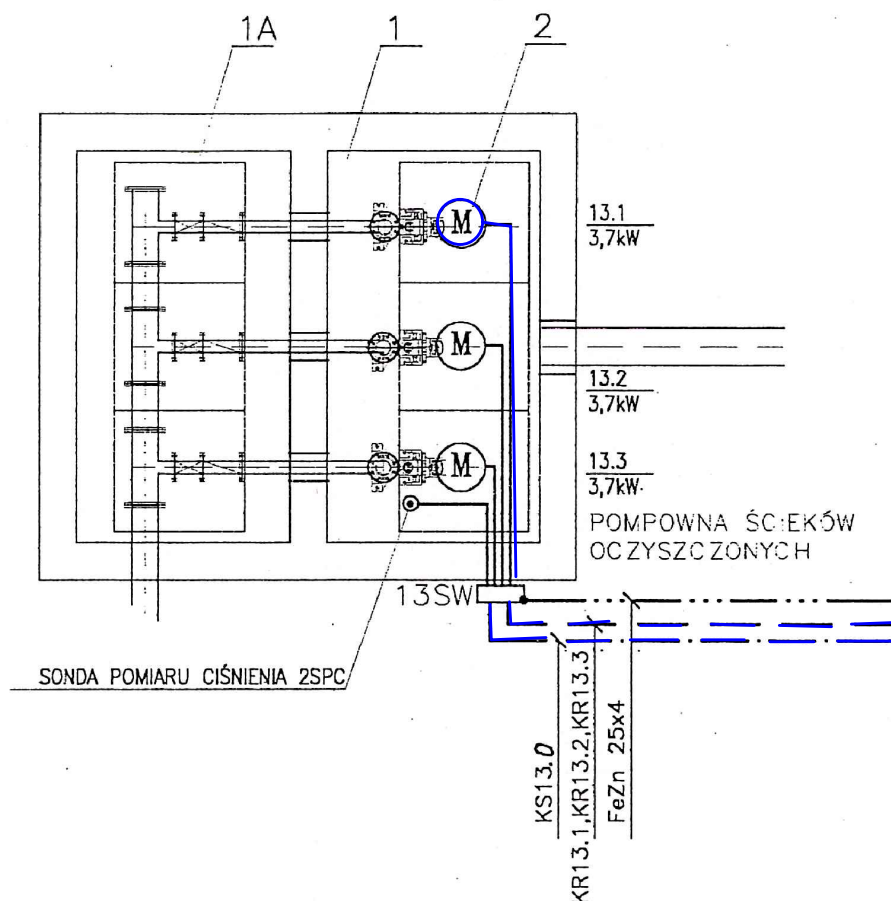 1A
1
2
M
13.1
3,7kW
M
13.2
3,7kW
M
13.3
3,7kW
POMPOWNA ŚCIEKÓW
OCZYSZCZONYCH
13SW
SONDA POMIARU CIŚNIENIA 2SPC
KS13.0
KR13.1,KR13.2,KR13.3
FeZn 25x4